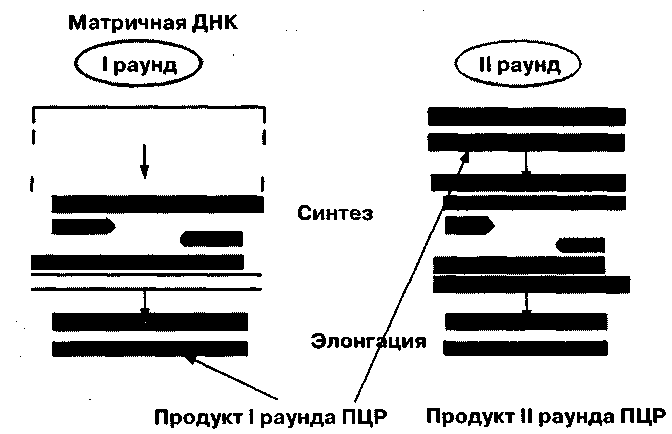 Матричная ДНК
I раунд
II раунд
Синтез
Элонгация
Продукт I раунда ПЦР
Продукт II раунда ПЦР